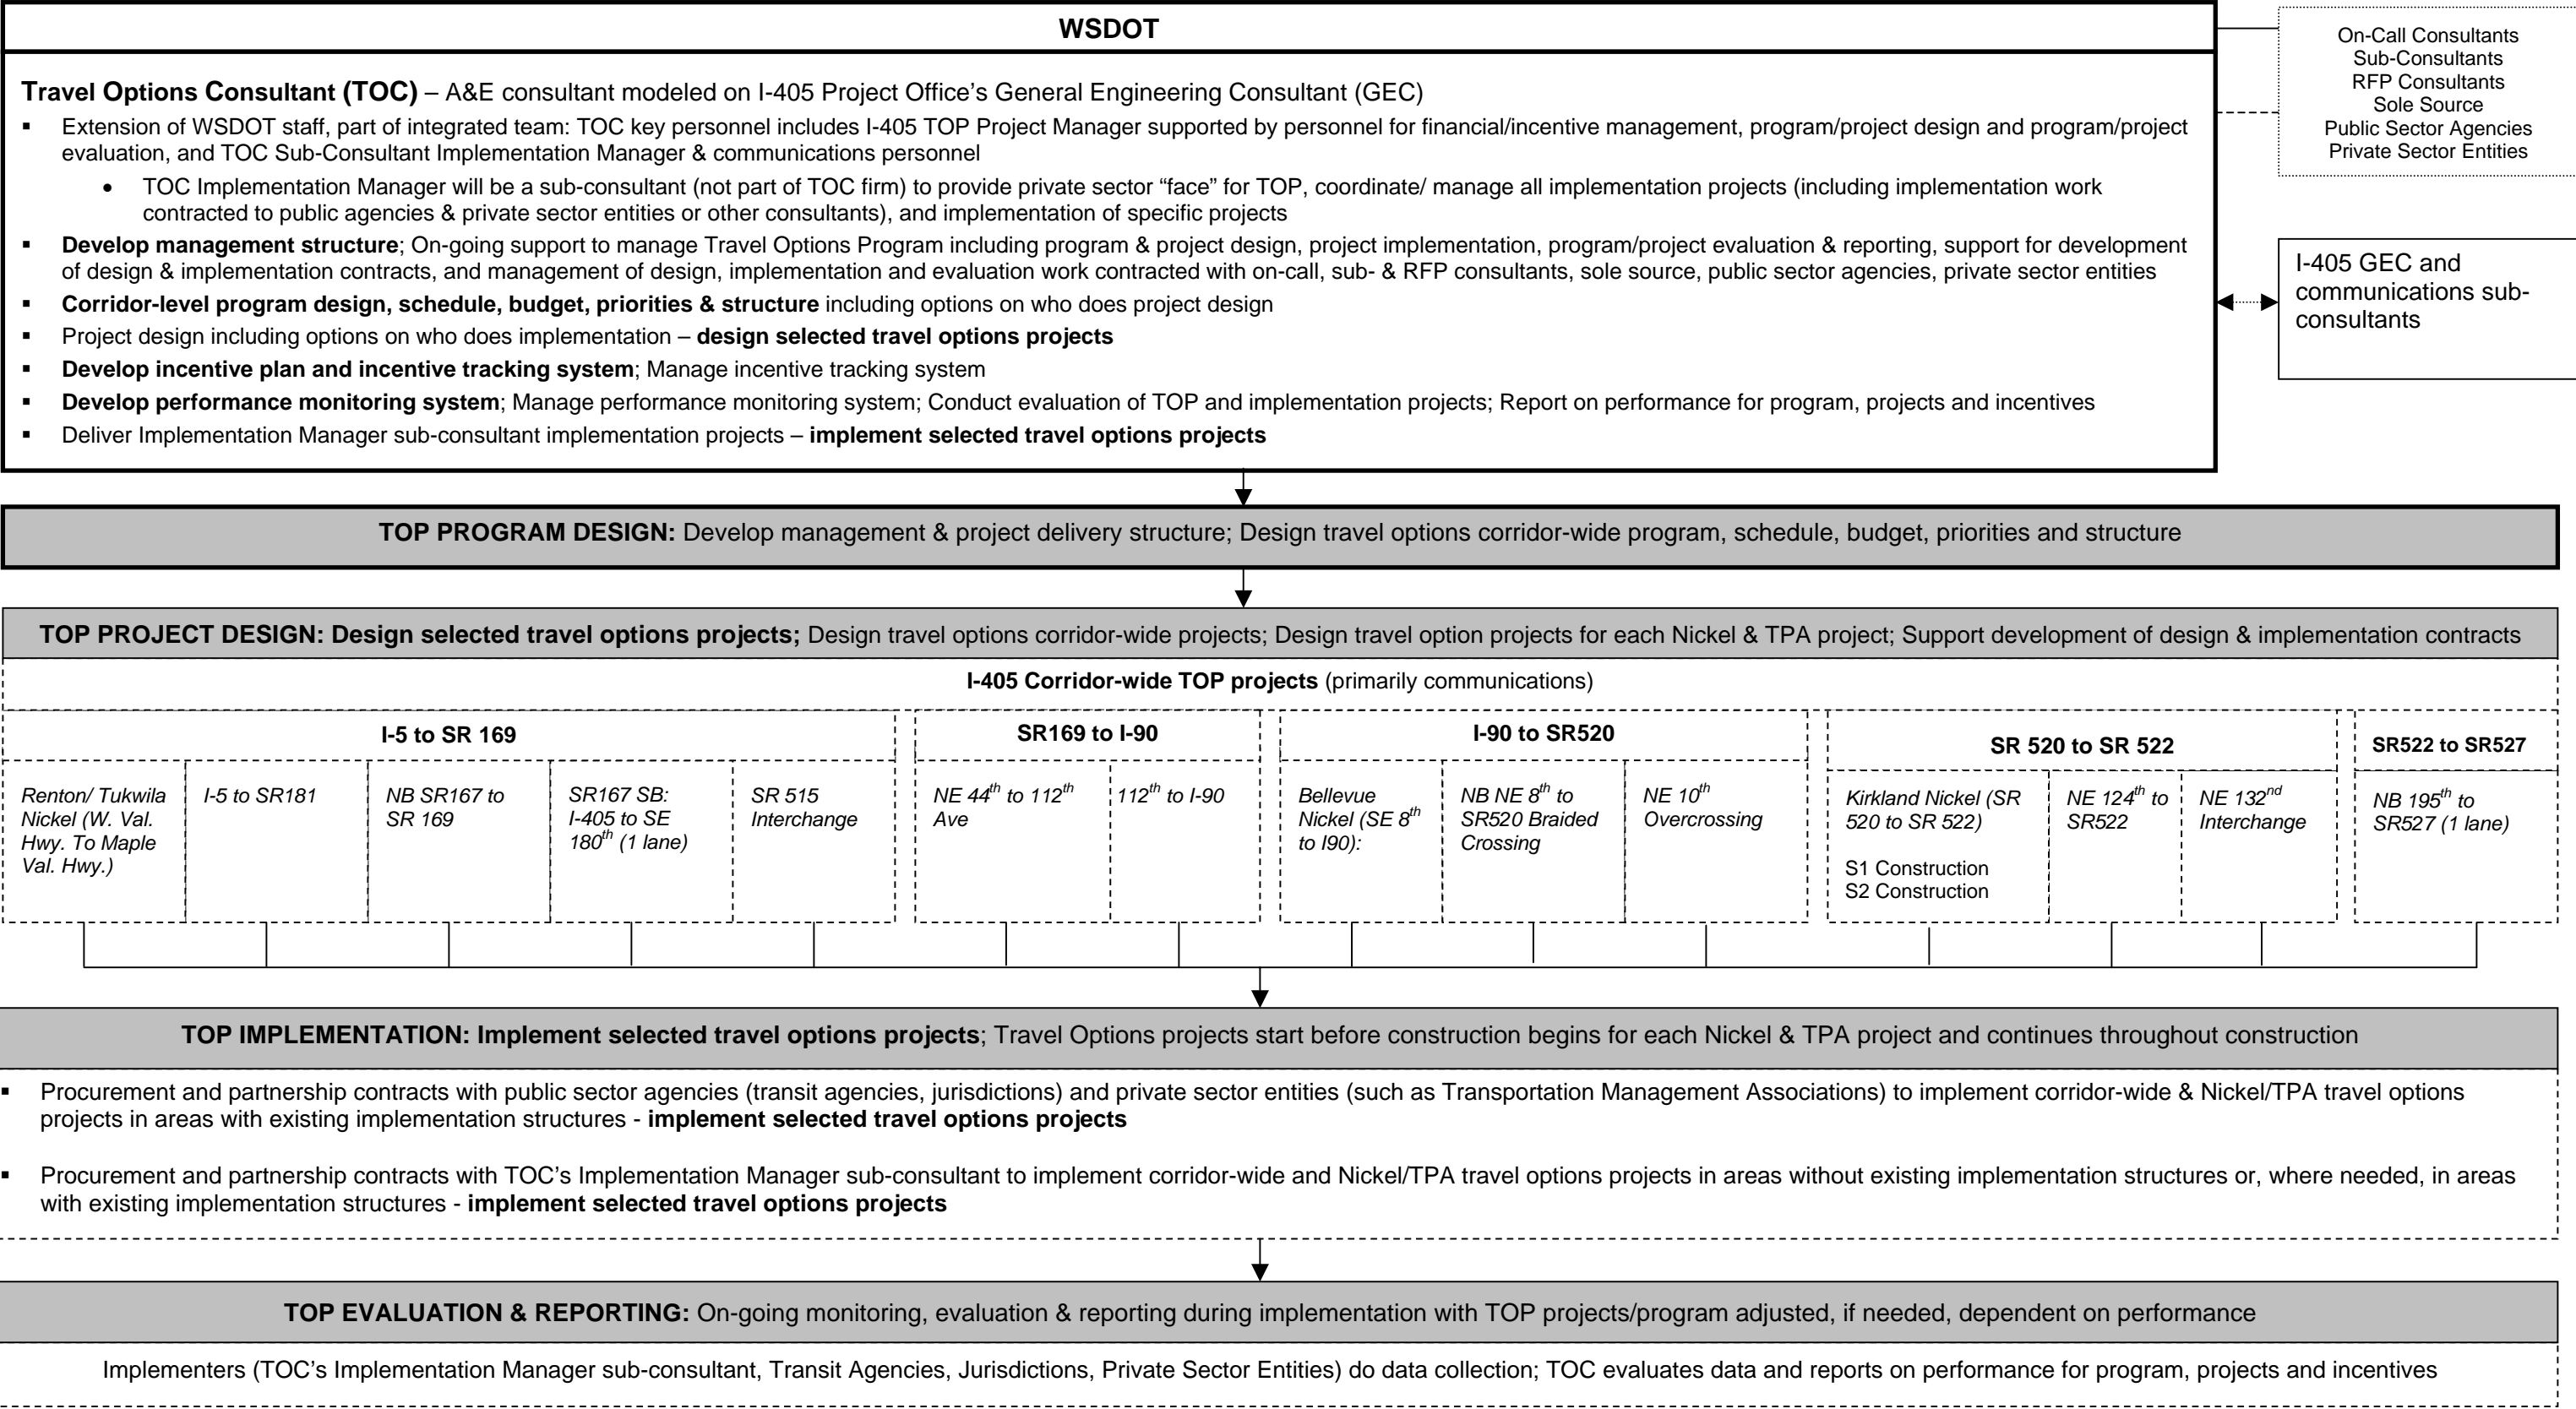 WSDOT
On-Call Consultants
Sub-Consultants
RFP Consultants
Sole Source
Public Sector Agencies
Private Sector Entities
Travel Options Consultant (TOC) – A&E consultant modeled on I-405 Project Office’s General Engineering Consultant (GEC)
▪ Extension of WSDOT staff, part of integrated team: TOC key personnel includes I-405 TOP Project Manager supported by personnel for financial/incentive management, program/project design and program/project
evaluation, and TOC Sub-Consultant Implementation Manager & communications personnel
• TOC Implementation Manager will be a sub-consultant (not part of TOC firm) to provide private sector “face” for TOP, coordinate/ manage all implementation projects (including implementation work
contracted to public agencies & private sector entities or other consultants), and implementation of specific projects
▪ Develop management structure; On-going support to manage Travel Options Program including program & project design, project implementation, program/project evaluation & reporting, support for development
of design & implementation contracts, and management of design, implementation and evaluation work contracted with on-call, sub- & RFP consultants, sole source, public sector agencies, private sector entities
▪ Corridor-level program design, schedule, budget, priorities & structure including options on who does project design
▪ Project design including options on who does implementation – design selected travel options projects
▪ Develop incentive plan and incentive tracking system; Manage incentive tracking system
▪ Develop performance monitoring system; Manage performance monitoring system; Conduct evaluation of TOP and implementation projects; Report on performance for program, projects and incentives
▪ Deliver Implementation Manager sub-consultant implementation projects – implement selected travel options projects
I-405 GEC and
communications sub-
consultants
TOP PROGRAM DESIGN: Develop management & project delivery structure; Design travel options corridor-wide program, schedule, budget, priorities and structure
TOP PROJECT DESIGN: Design selected travel options projects; Design travel options corridor-wide projects; Design travel option projects for each Nickel & TPA project; Support development of design & implementation contracts
I-405 Corridor-wide TOP projects (primarily communications)
I-5 to SR 169
Renton/ Tukwila
Nickel (W. Val.
Hwy. To Maple
Val. Hwy.)
I-5 to SR181
NB SR167 to
SR 169
SR167 SB:
I-405 to SE
180th (1 lane)
SR 515
Interchange
SR169 to I-90
NE 44th to 112th
Ave
112th to I-90
I-90 to SR520
Bellevue
Nickel (SE 8th
to I90):
NB NE 8th to
SR520 Braided
Crossing
NE 10th
Overcrossing
SR 520 to SR 522
Kirkland Nickel (SR
520 to SR 522)
S1 Construction
S2 Construction
NE 124th to
SR522
NE 132nd
Interchange
SR522 to SR527
NB 195th to
SR527 (1 lane)
TOP IMPLEMENTATION: Implement selected travel options projects; Travel Options projects start before construction begins for each Nickel & TPA project and continues throughout construction
▪ Procurement and partnership contracts with public sector agencies (transit agencies, jurisdictions) and private sector entities (such as Transportation Management Associations) to implement corridor-wide & Nickel/TPA travel options
projects in areas with existing implementation structures - implement selected travel options projects
▪ Procurement and partnership contracts with TOC’s Implementation Manager sub-consultant to implement corridor-wide and Nickel/TPA travel options projects in areas without existing implementation structures or, where needed, in areas
with existing implementation structures - implement selected travel options projects
TOP EVALUATION & REPORTING: On-going monitoring, evaluation & reporting during implementation with TOP projects/program adjusted, if needed, dependent on performance
Implementers (TOC’s Implementation Manager sub-consultant, Transit Agencies, Jurisdictions, Private Sector Entities) do data collection; TOC evaluates data and reports on performance for program, projects and incentives